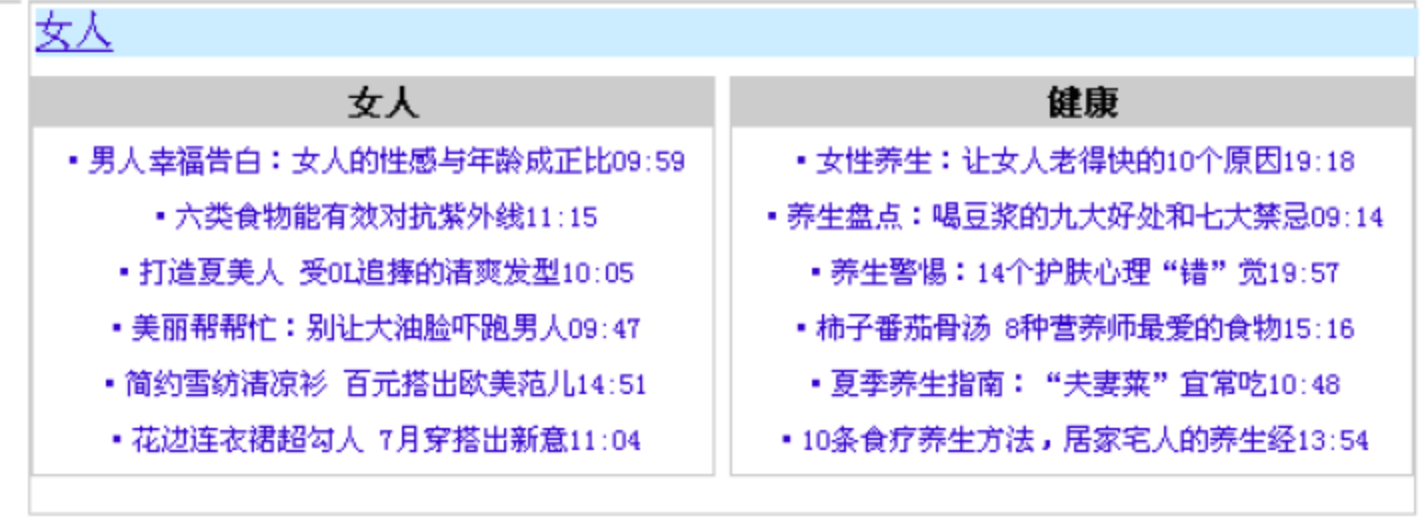 女人
女人
▪ 男人幸福告白：女人的性感与年龄成正比09:59
▪ 六类食物能有效对抗紫外线11:15
▪ 打造夏美人 受OL追捧的清爽发型10:05
▪ 美丽帮帮忙：别让大油脸吓跑男人09:47
▪ 简约雪纺清凉衫 百元搭出欧美范儿14:51
▪ 花边连衣裙超勾人 7月穿搭出新意11:04
健康
▪ 女性养生：让女人老得快的10个原因19:18
▪ 养生盘点：喝豆浆的九大好处和七大禁忌09:14
▪ 养生警惕：14个护肤心理“错”觉19:57
▪ 柿子番茄骨汤 8种营养师最爱的食物15:16
▪ 夏季养生指南：“夫妻菜”宜常吃10:48
▪ 10条食疗养生方法，居家宅人的养生经13:54